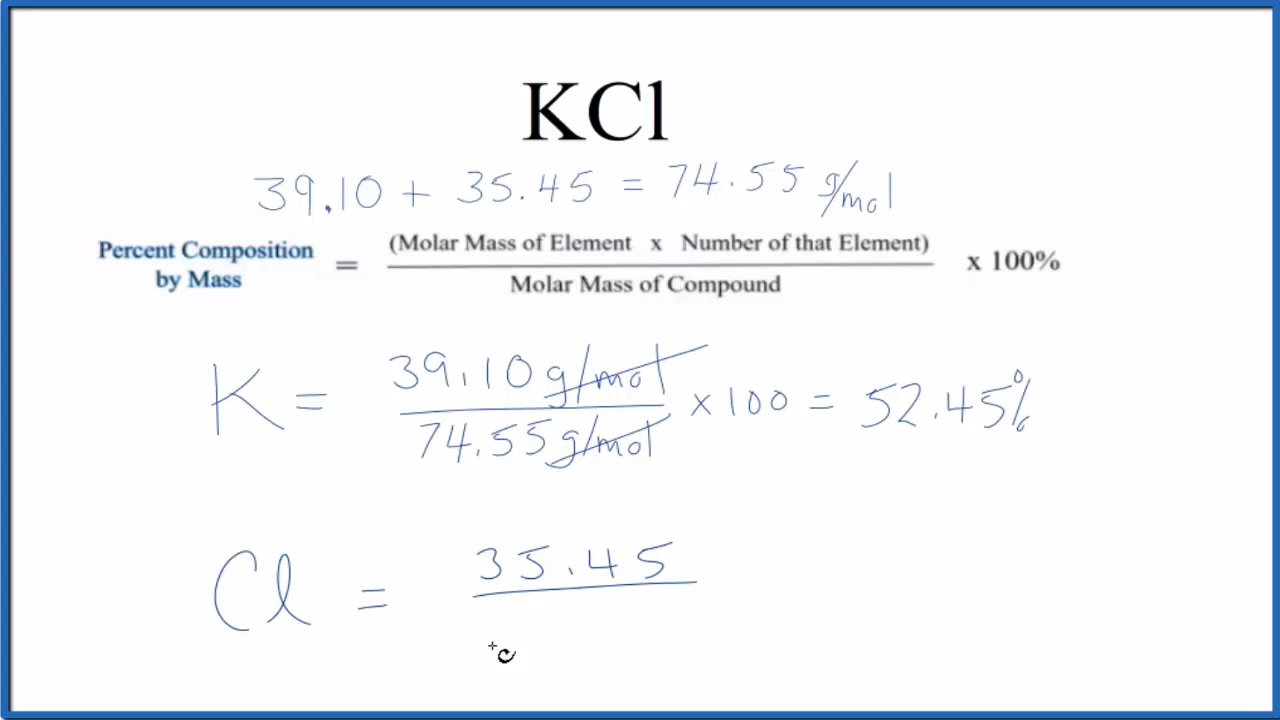 KCl
39.10 + 35.45 = 74.55 g/mol
(Molar Mass of Element x Number of that Element)
Percent Composition by Mass = x 100%
Molar Mass of Compound
39.10 g/mol
K = x 100 = 52.45%
74.55 g/mol
35.45
Cl =